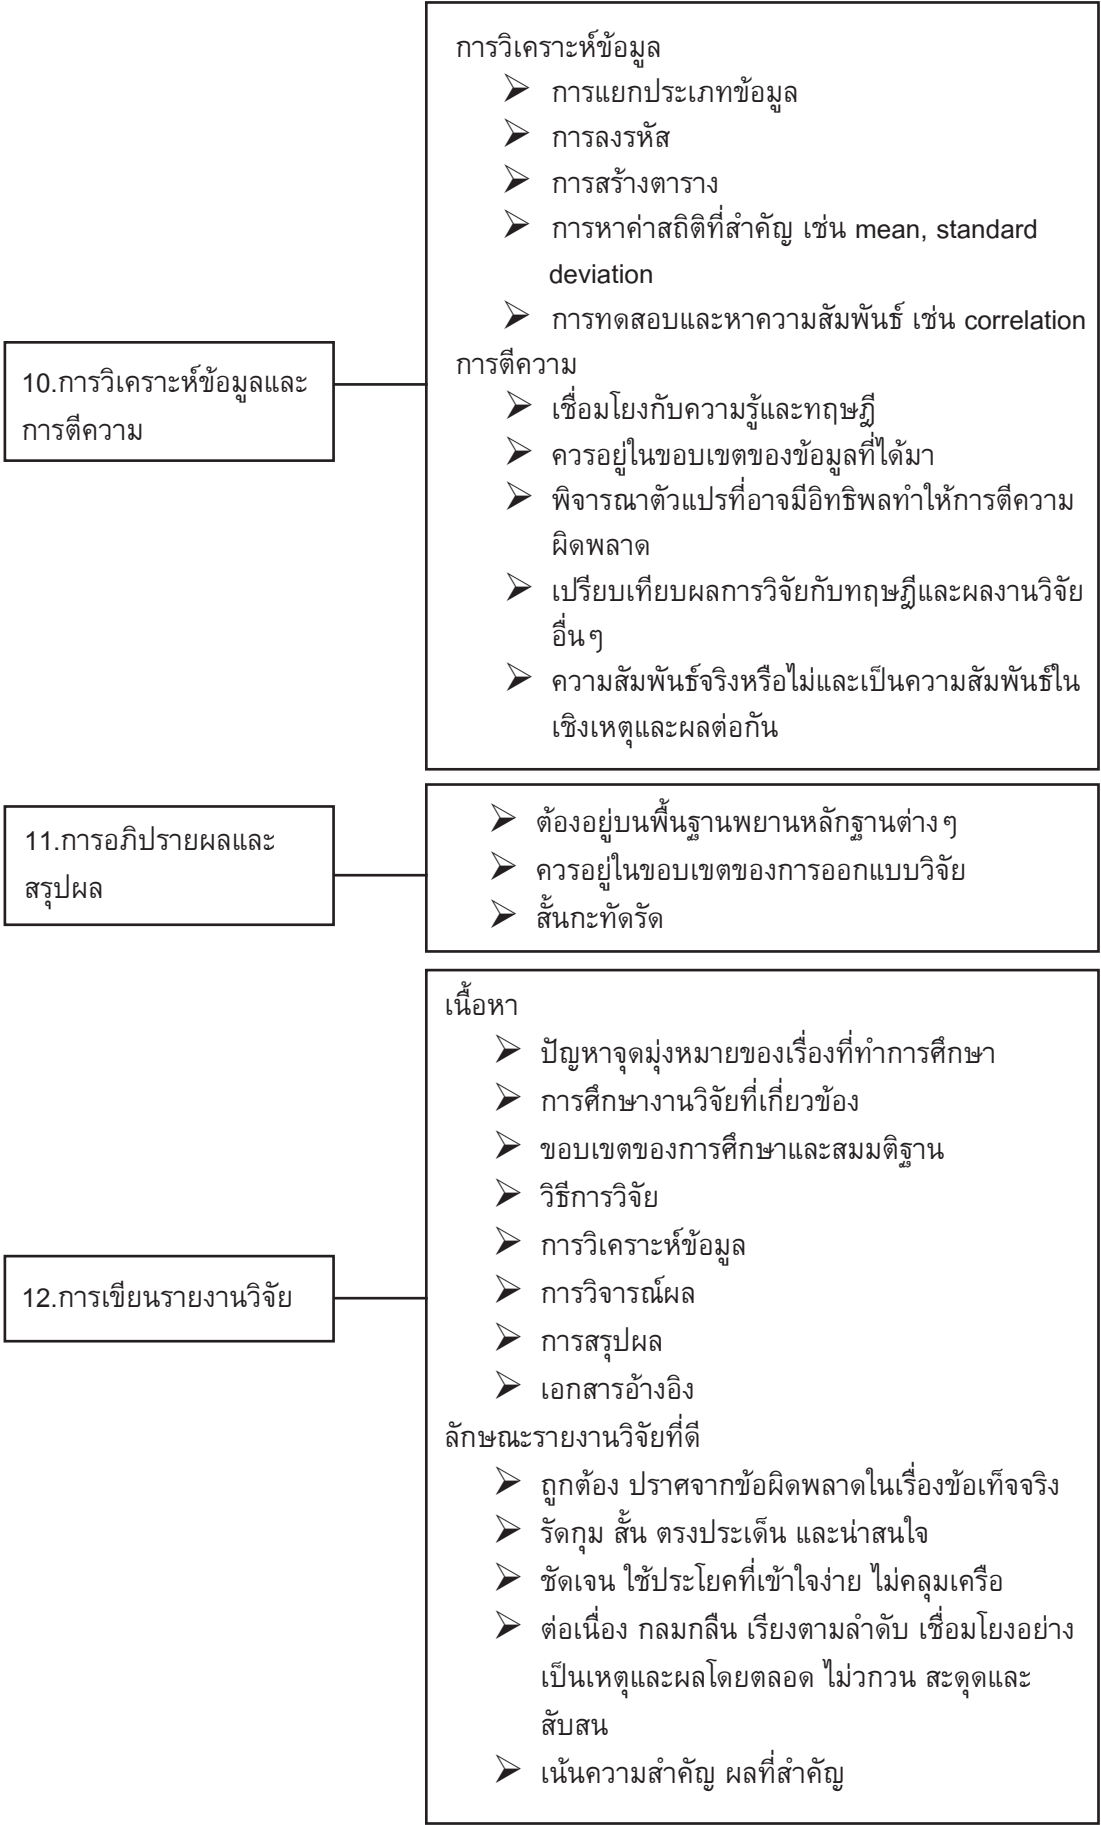 การวิเคราะห์ข้อมูล
➢ การแยกประเภทข้อมูล
➢ การลงรหัส
➢ การสร้างตาราง
➢ การหาค่าสถิติที่สำคัญ เช่น mean, standard
deviation
➢ การทดสอบและหาความสัมพันธ์ เช่น correlation
10.การวิเคราะห์ข้อมูลและ
การตีความ
การตีความ
➢ เชื่อมโยงกับความรู้และทฤษฎี
➢ ควรอยู่ในขอบเขตของข้อมูลที่ได้มา
➢ พิจารณาตัวแปรที่อาจมีอิทธิพลทำให้การตีความ
ผิดพลาด
➢ เปรียบเทียบผลการวิจัยกับทฤษฎีและผลงานวิจัย
อื่นๆ
➢ ความสัมพันธ์จริงหรือไม่และเป็นความสัมพันธ์ใน
เชิงเหตุและผลต่อกัน
11.การอภิปรายผลและ
สรุปผล
➢ ต้องอยู่บนพื้นฐานพยานหลักฐานต่างๆ
➢ ควรอยู่ในขอบเขตของการออกแบบวิจัย
➢ สั้นกะทัดรัด
12.การเขียนรายงานวิจัย
เนื้อหา
➢ ปัญหาจุดมุ่งหมายของเรื่องที่ทำการศึกษา
➢ การศึกษางานวิจัยที่เกี่ยวข้อง
➢ ขอบเขตของการศึกษาและสมมติฐาน
➢ วิธีการวิจัย
➢ การวิเคราะห์ข้อมูล
➢ การวิจารณ์ผล
➢ การสรุปผล
➢ เอกสารอ้างอิง
ลักษณะรายงานวิจัยที่ดี
➢ ถูกต้อง ปราศจากข้อผิดพลาดในเรื่องข้อเท็จจริง
➢ รัดกุม สั้น ตรงประเด็น และน่าสนใจ
➢ ชัดเจน ใช้ประโยคที่เข้าใจง่าย ไม่คลุมเครือ
➢ ต่อเนื่อง กลมกลืน เรียงตามลำดับ เชื่อมโยงอย่าง
เป็นเหตุและผลโดยตลอด ไม่วกวน สะดุดและ
สับสน
➢ เน้นความสำคัญ ผลที่สำคัญ